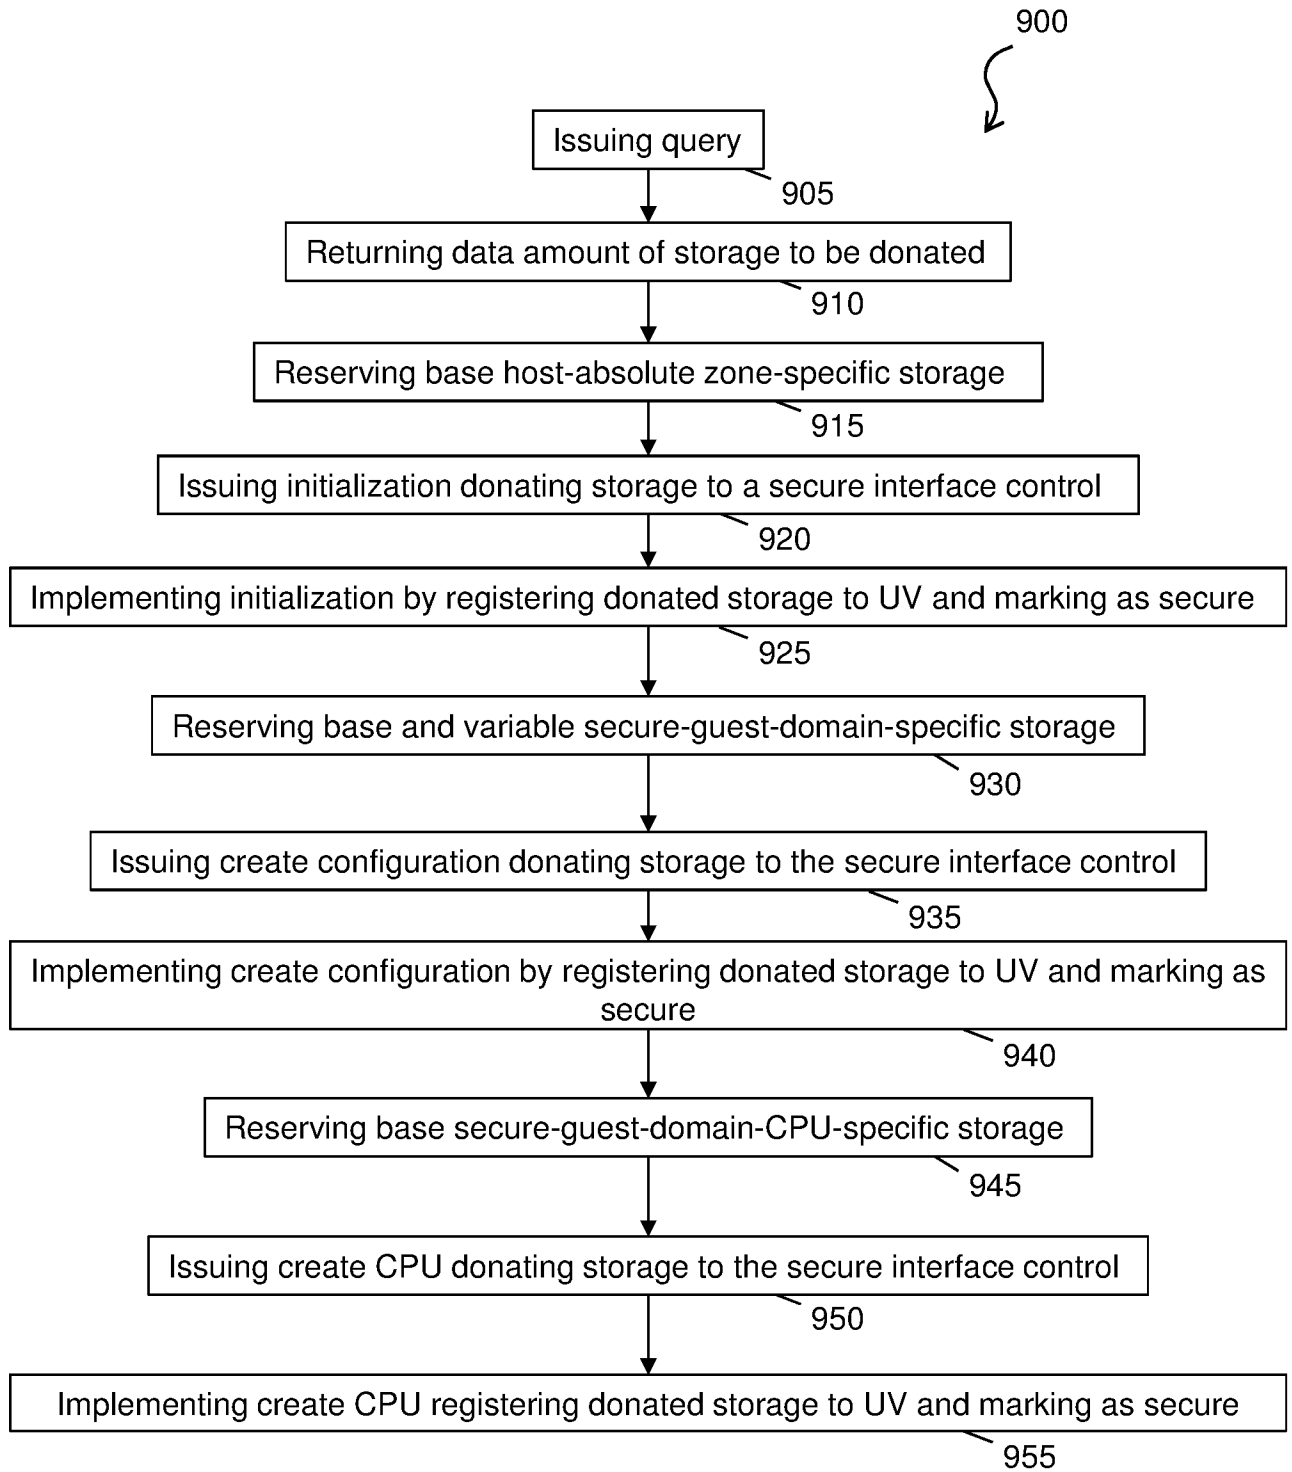 900
Issuing query
905
Returning data amount of storage to be donated
910
Reserving base host-absolute zone-specific storage
915
Issuing initialization donating storage to a secure interface control
920
Implementing initialization by registering donated storage to UV and marking as secure
925
Reserving base and variable secure-guest-domain-specific storage
930
Issuing create configuration donating storage to the secure interface control
935
Implementing create configuration by registering donated storage to UV and marking as
secure
940
Reserving base secure-guest-domain-CPU-specific storage
945
Issuing create CPU donating storage to the secure interface control
950
Implementing create CPU registering donated storage to UV and marking as secure
955